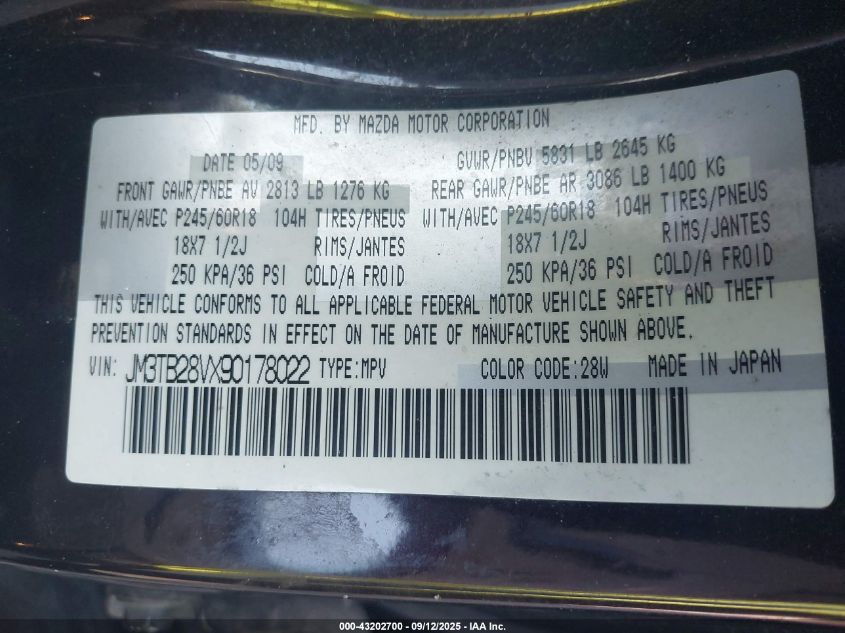 MFD. BY MAZDA MOTOR CORPORATION
DATE 05/09 GVWR/PNBV 5831 LB 2645 KG
FRONT GAWR/PNBE AV 2813 LB 1276 KG REAR GAWR/PNBE AR 3086 LB 1400 KG
WITH/AVEC P245/60R18 104H TIRES/PNEUS WITH/AVEC P245/60R18 104H TIRES/PNEUS
18X7 1/2J RIMS/JANTES 18X7 1/2J RIMS/JANTES
250 KPA/36 PSI COLD/A FROID 250 KPA/36 PSI COLD/A FROID
THIS VEHICLE CONFORMS TO ALL APPLICABLE FEDERAL MOTOR VEHICLE SAFETY AND THEFT
PREVENTION STANDARDS IN EFFECT ON THE DATE OF MANUFACTURE SHOWN ABOVE.
VIN: JM3TB28VX90178022 TYPE:MPV COLOR CODE:28W MADE IN JAPAN
000-43202700 - 09/12/2025 - IAA Inc.